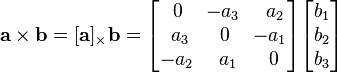 a × b = [a]× b = [ 0 −a₃ a₂ ] [ b₁ ]
[ a₃ 0 −a₁ ] [ b₂ ]
[ −a₂ a₁ 0 ] [ b₃ ]